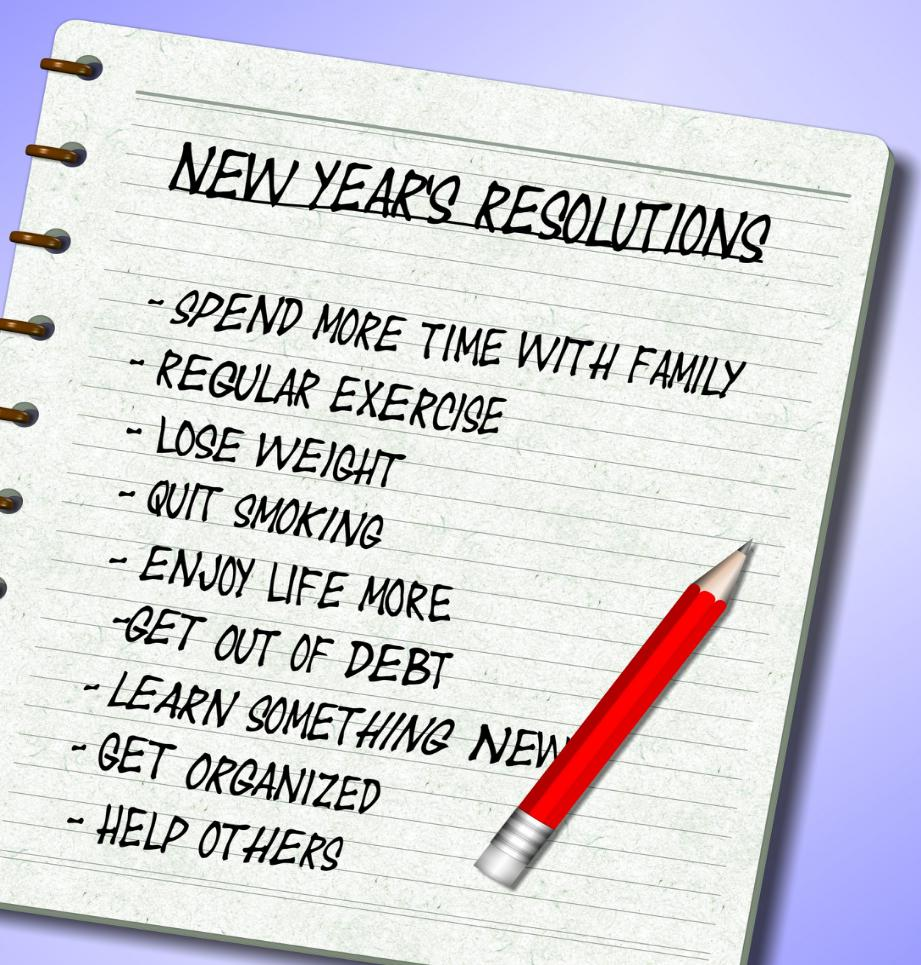 NEW YEAR'S RESOLUTIONS
- SPEND MORE TIME WITH FAMILY
- REGULAR EXERCISE
- LOSE WEIGHT
- QUIT SMOKING
- ENJOY LIFE MORE
-GET OUT OF DEBT
- LEARN SOMETHING NEW
- GET ORGANIZED
- HELP OTHERS